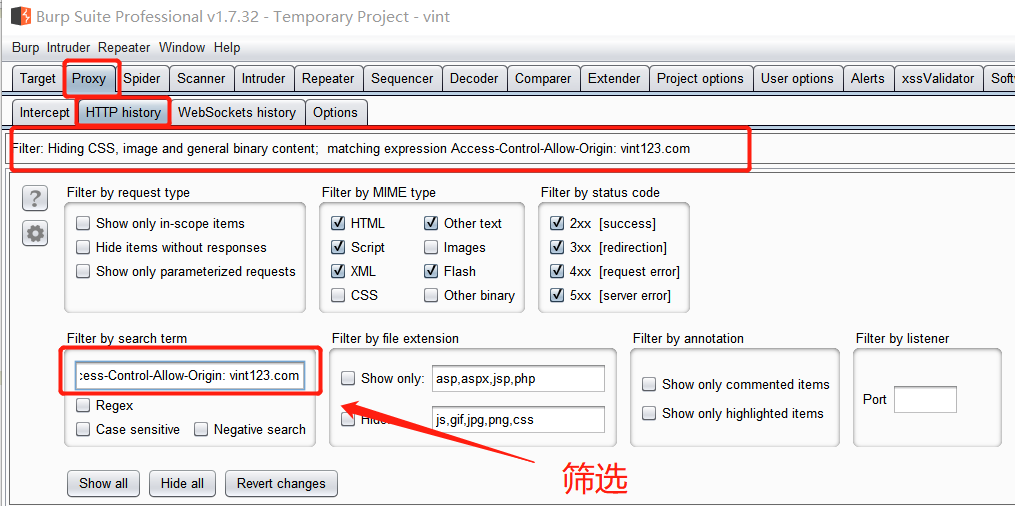 Burp Suite Professional v1.7.32 - Temporary Project - vint
Burp Intruder Repeater Window Help
Target Proxy Spider Scanner Intruder Repeater Sequencer Decoder Comparer Extender Project options User options Alerts xssValidator
Intercept HTTP history WebSockets history Options
Filter: Hiding CSS, image and general binary content; matching expression Access-Control-Allow-Origin: vint123.com
?
Filter by request type Filter by MIME type Filter by status code
Show only in-scope items HTML Other text 2xx [success]
Hide items without responses Script Images 3xx [redirection]
Show only parameterized requests XML Flash 4xx [request error]
CSS Other binary 5xx [server error]
Filter by search term Filter by file extension Filter by annotation Filter by listener
:ess-Control-Allow-Origin: vint123.com Show only: asp,aspx,jsp,php Show only commented items Port
Regex js,gif,jpg,png,css Show only highlighted items
Case sensitive Negative search
Show all Hide all Revert changes
筛选